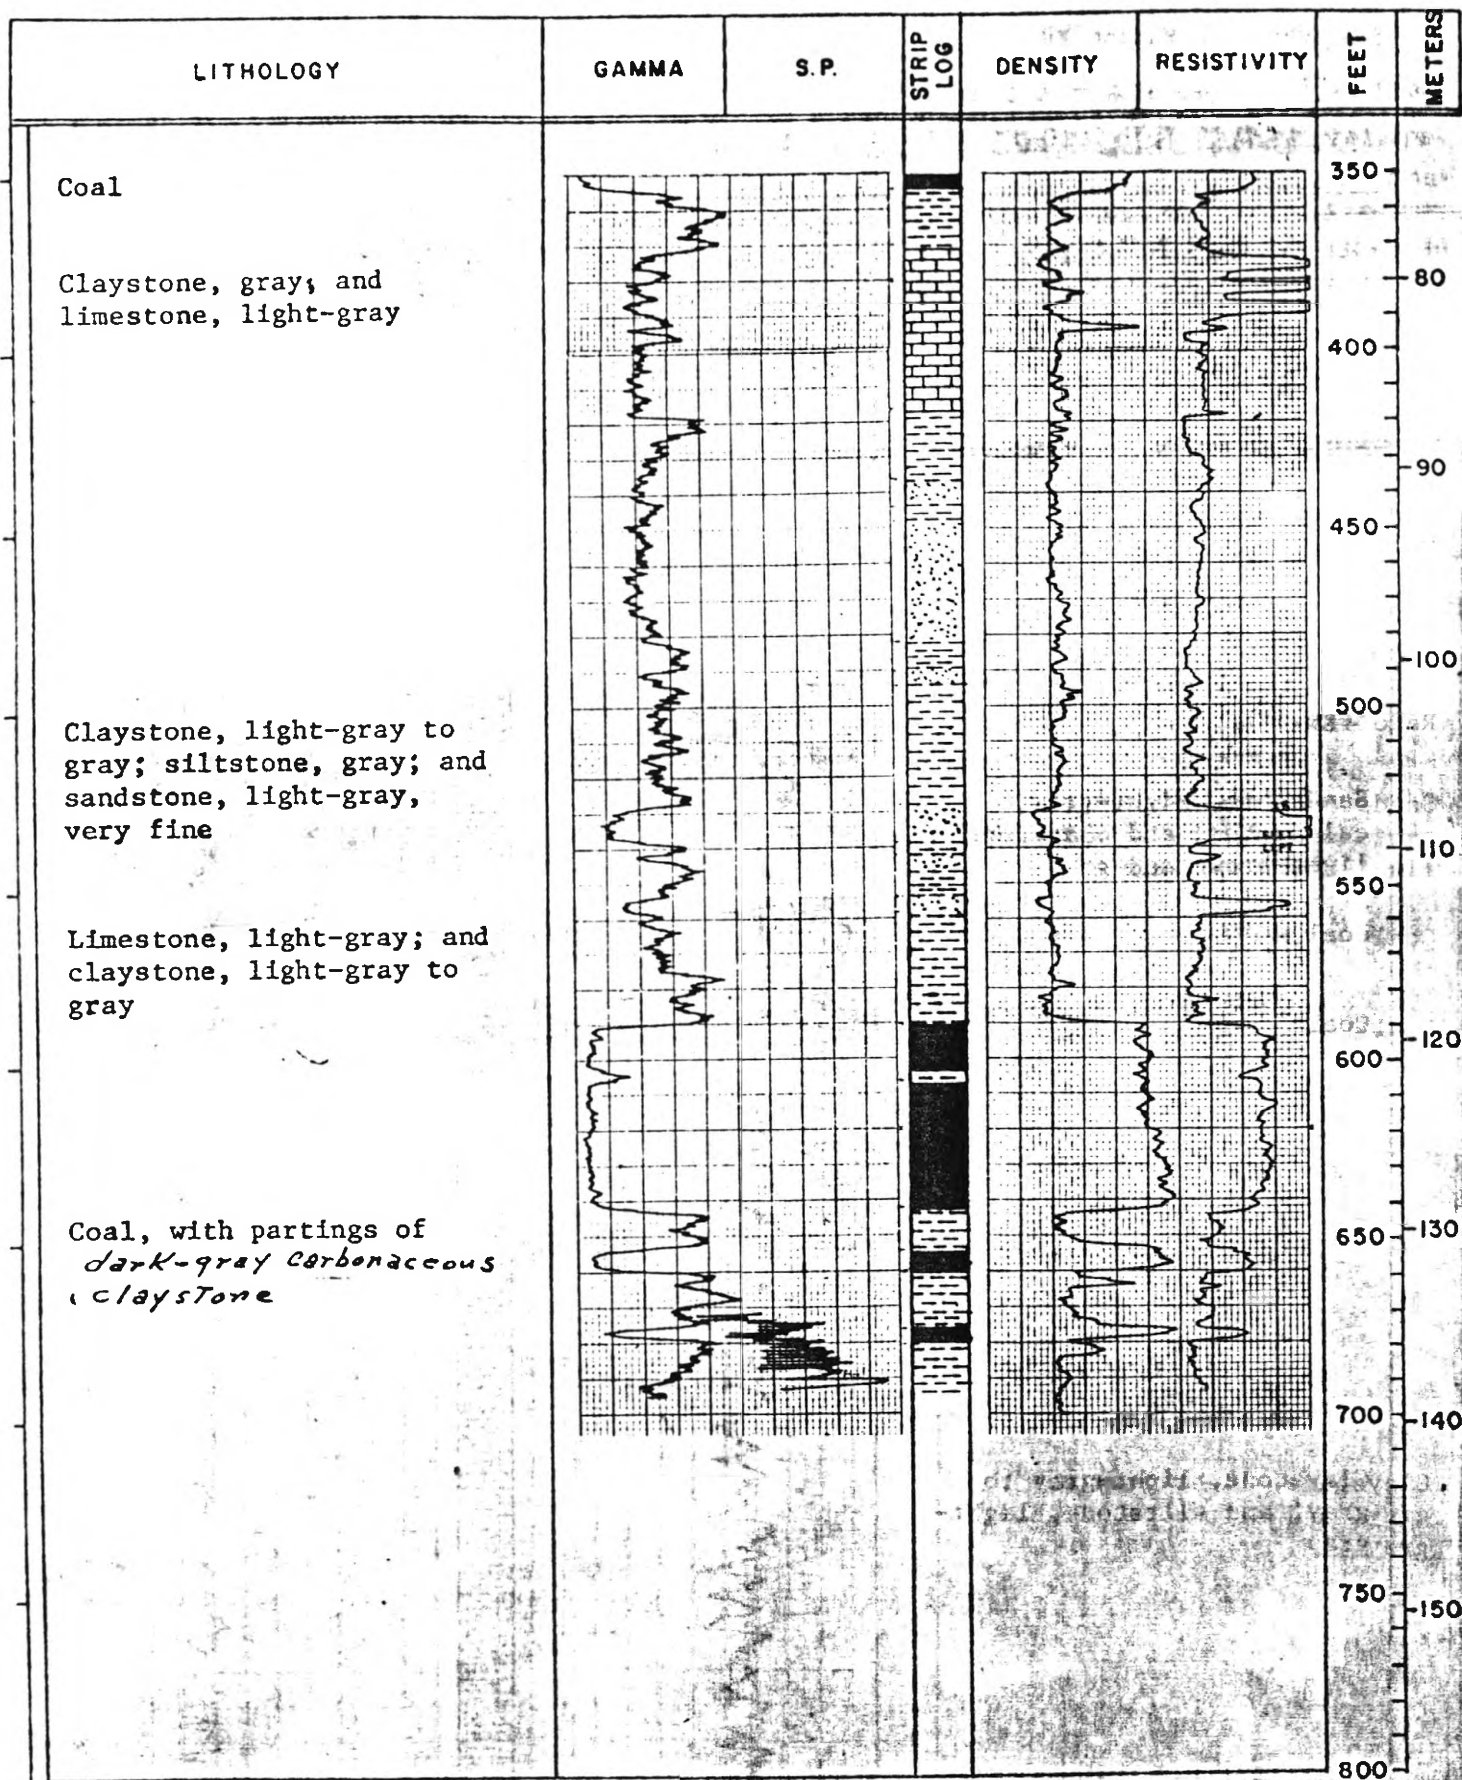 LITHOLOGY GAMMA S.P. STRIP LOG DENSITY RESISTIVITY FEET METERS
Coal
Claystone, gray; and
limestone, light-gray
Claystone, light-gray to
gray; siltstone, gray; and
sandstone, light-gray,
very fine
Limestone, light-gray; and
claystone, light-gray to
gray
Coal, with partings of
dark-gray carbonaceous
claystone
350
80
400
90
450
100
500
110
550
120
600
650
130
700
140
750
150
800